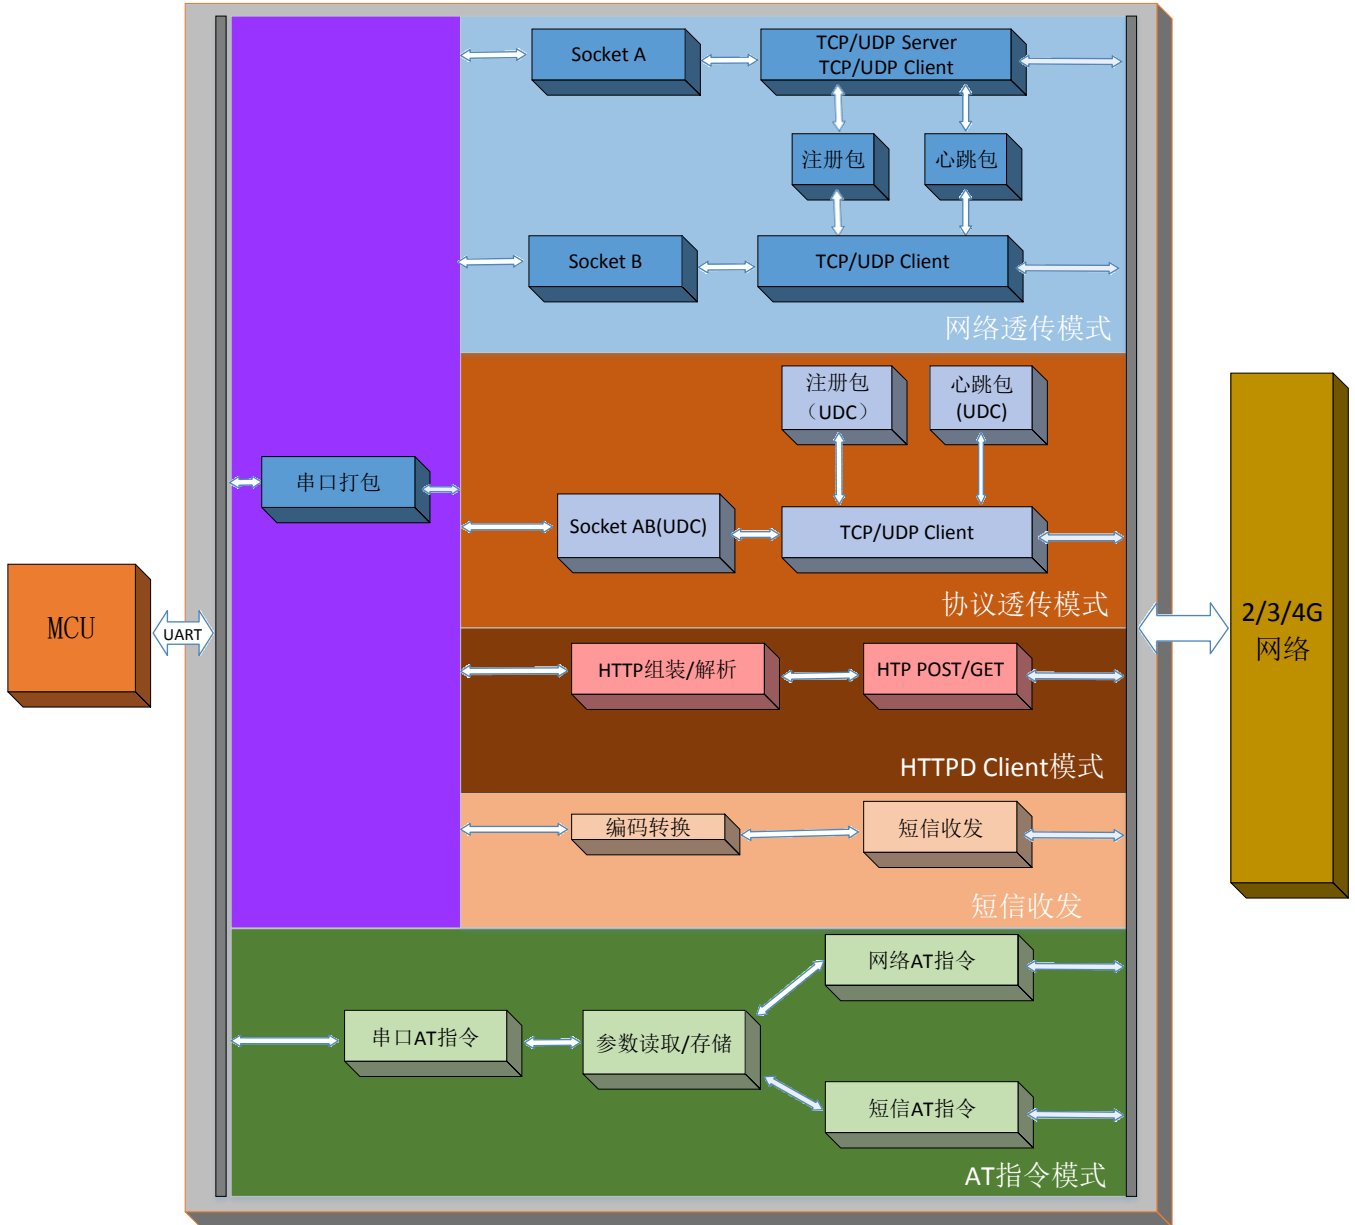 Socket A
TCP/UDP Server
TCP/UDP Client
注册包
心跳包
Socket B
TCP/UDP Client
网络透传模式
注册包
（UDC）
心跳包
(UDC)
串口打包
Socket AB(UDC)
TCP/UDP Client
协议透传模式
MCU
UART
2/3/4G
网络
HTTP组装/解析
HTP POST/GET
HTTPD Client模式
编码转换
短信收发
短信收发
网络AT指令
串口AT指令
参数读取/存储
短信AT指令
AT指令模式